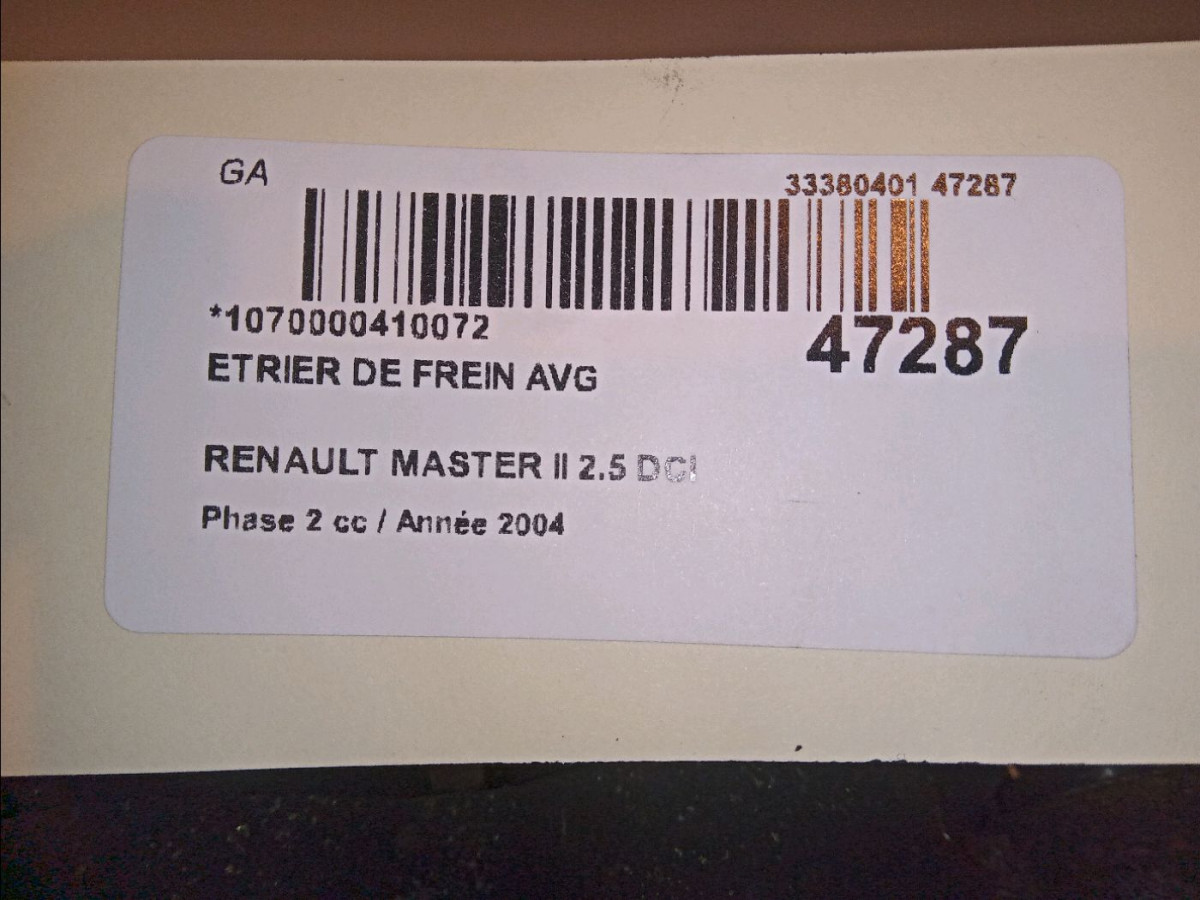 GA
33380401 47287
*1070000410072
47287
ETRIER DE FREIN AVG
RENAULT MASTER II 2.5 DCI
Phase 2 cc / Année 2004